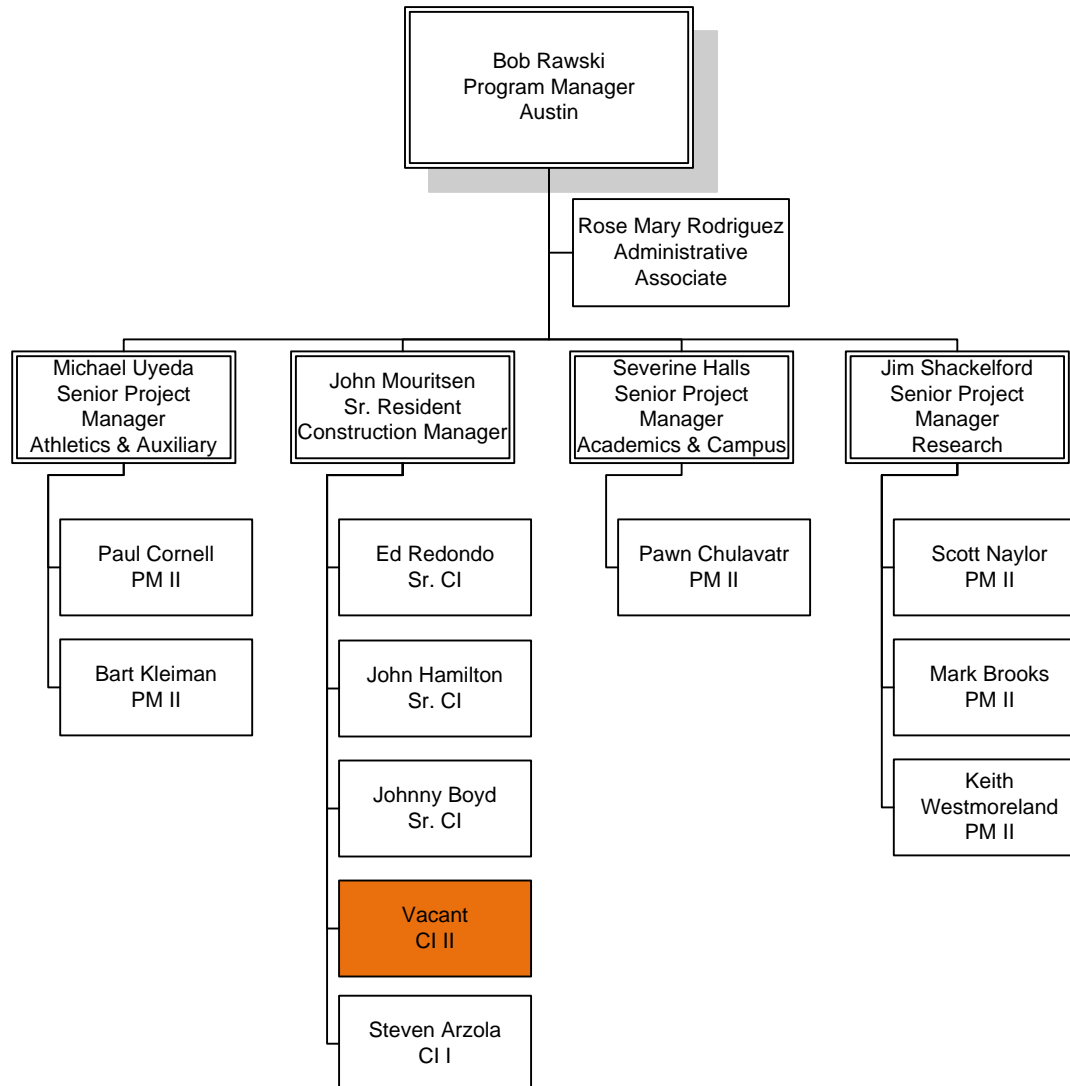 Bob Rawski
Program Manager
Austin
Rose Mary Rodriguez
Administrative
Associate
Michael Uyeda
Senior Project
Manager
Athletics & Auxiliary
John Mouritsen
Sr. Resident
Construction Manager
Severine Halls
Senior Project
Manager
Academics & Campus
Jim Shackelford
Senior Project
Manager
Research
Paul Cornell
PM II
Bart Kleiman
PM II
Ed Redondo
Sr. CI
John Hamilton
Sr. CI
Johnny Boyd
Sr. CI
Vacant
CI II
Steven Arzola
CI I
Pawn Chulavatr
PM II
Scott Naylor
PM II
Mark Brooks
PM II
Keith
Westmoreland
PM II